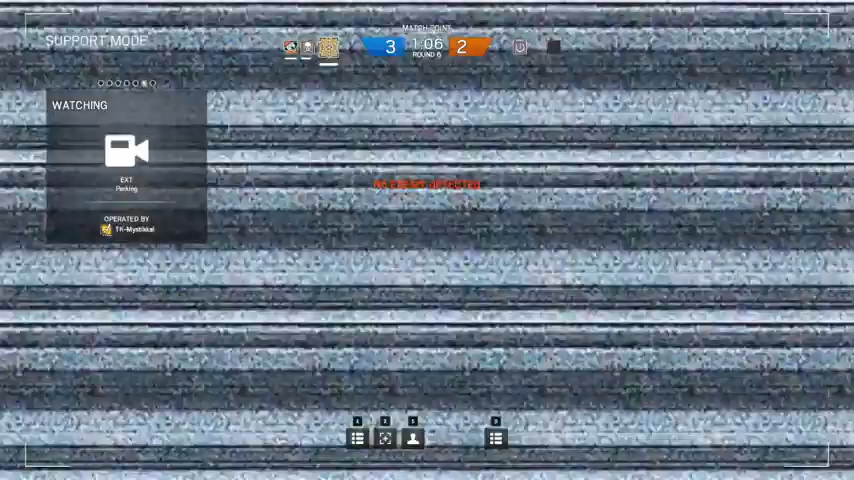 SUPPORT MODE
MATCH POINT
3 1:06 2
ROUND 6
WATCHING
EXT
Parking
OPERATED BY
TK-Mystikkal